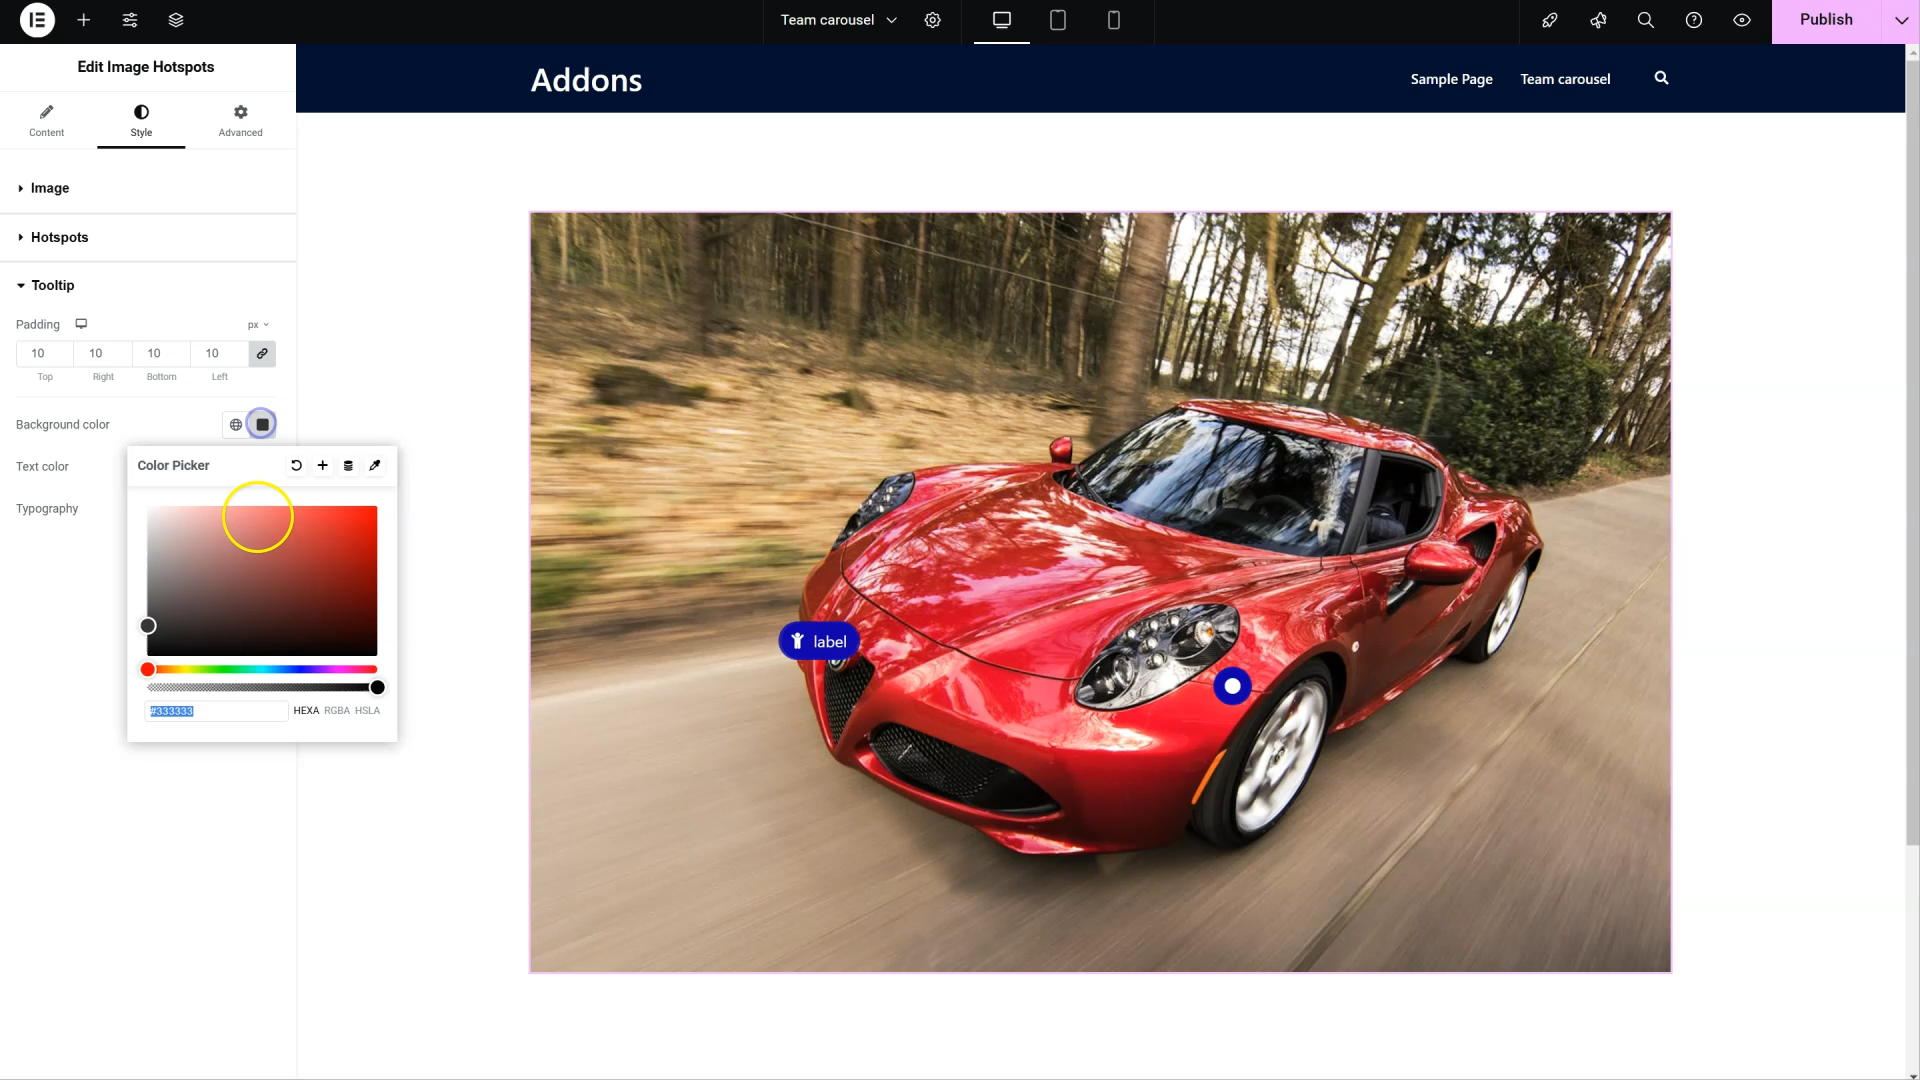 Team carousel
Publish
Edit Image Hotspots
Content
Style
Advanced
Image
Hotspots
Tooltip
Padding
px
10
10
10
10
Top
Right
Bottom
Left
Background color
Text color
Typography
Color Picker
#333333
HEXA RGBA HSLA
Addons
Sample Page
Team carousel
label